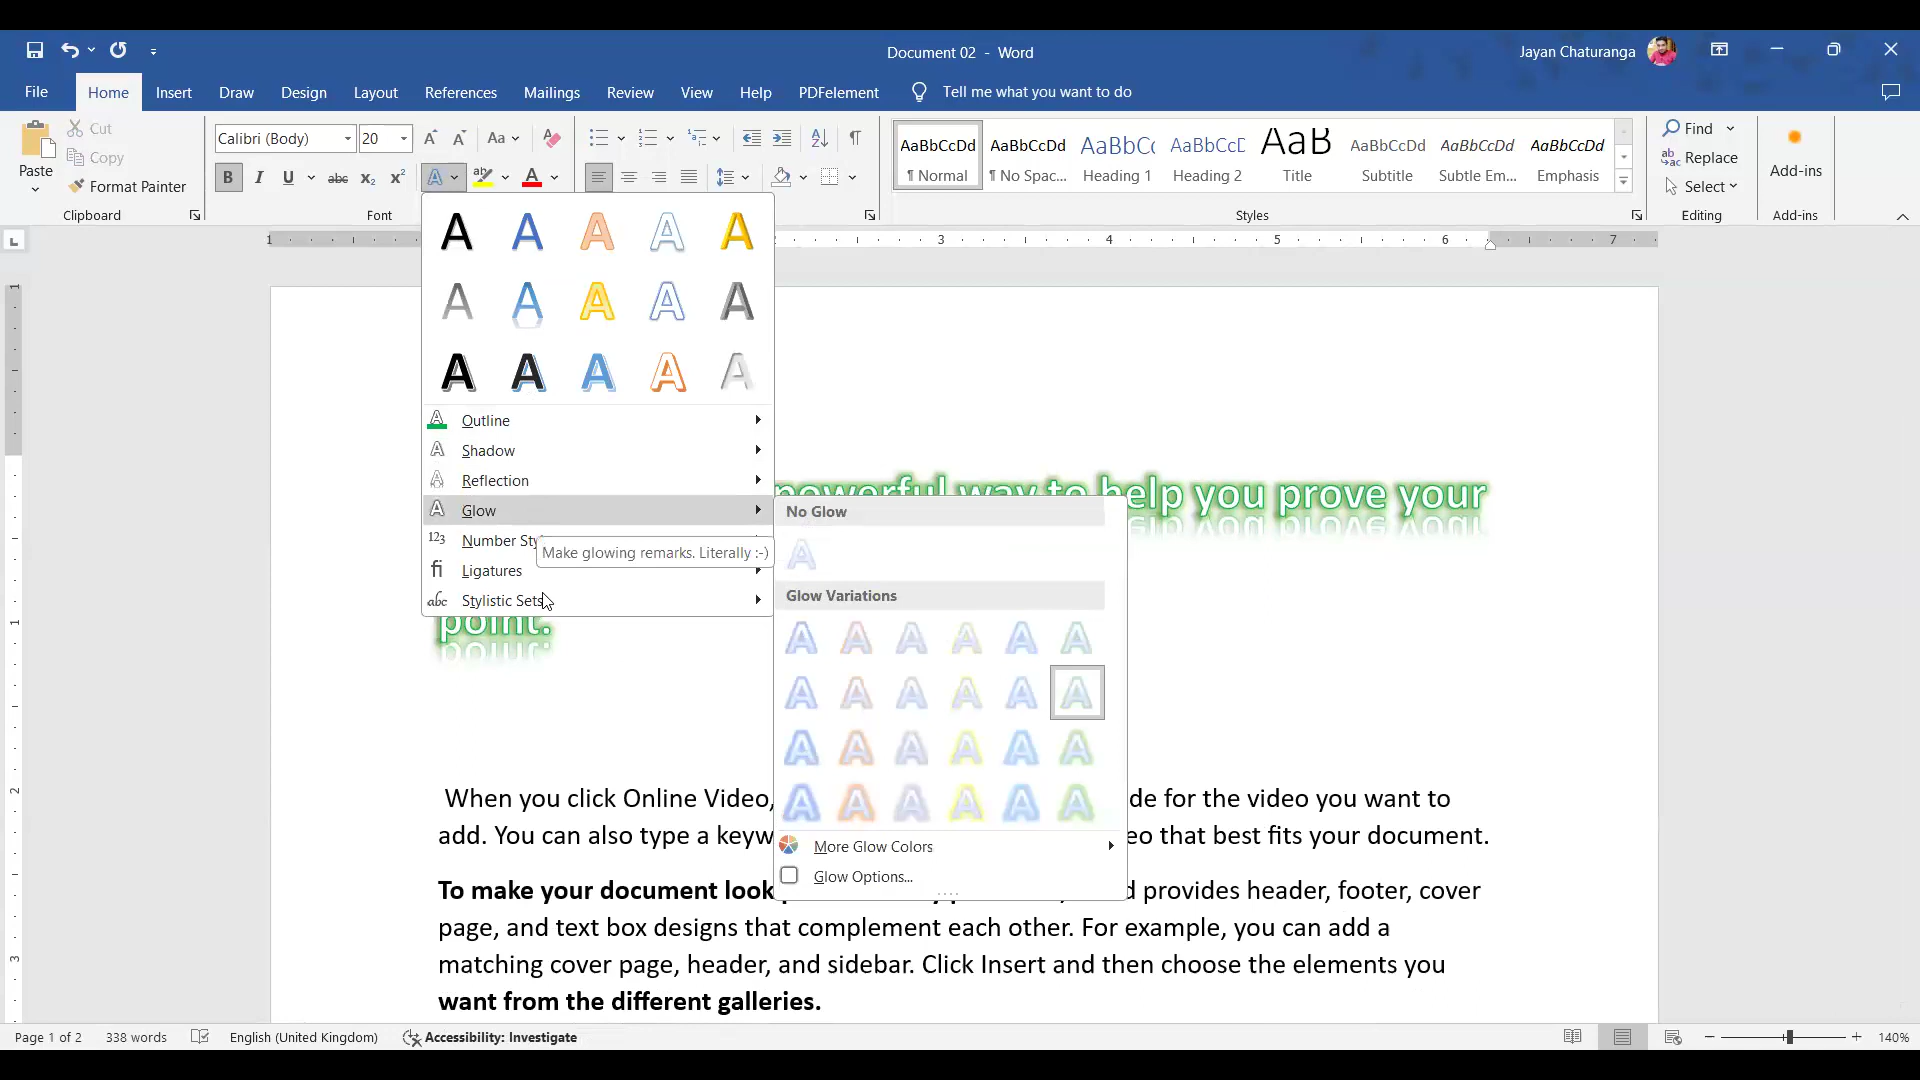 Document 02 - Word
Jayan Chaturanga
File Home Insert Draw Design Layout References Mailings Review View Help PDFelement Tell me what you want to do
Paste
Cut
Copy
Format Painter
Clipboard
Calibri (Body) 20
Font
AaBbCcDd
¶ Normal
AaBbCcDd
¶ No Spac...
AaBbCc
Heading 1
AaBbCcD
Heading 2
AaB
Title
AaBbCcDd
Subtitle
AaBbCcDd
Subtle Em...
AaBbCcDd
Emphasis
Styles
Find
Replace
Select
Editing
Add-ins
Add-ins
1 3 4 5 6 7
Outline
Shadow
Reflection
Glow
Number Sty
Make glowing remarks. Literally :-)
Ligatures
Stylistic Sets
No Glow
Glow Variations
More Glow Colors
Glow Options...
powerful way to help you prove your
point.
When you click Online Video, de for the video you want to
add. You can also type a keyw eo that best fits your document.
To make your document look d provides header, footer, cover
page, and text box designs that complement each other. For example, you can add a
matching cover page, header, and sidebar. Click Insert and then choose the elements you
want from the different galleries.
Page 1 of 2 338 words English (United Kingdom) Accessibility: Investigate 140%